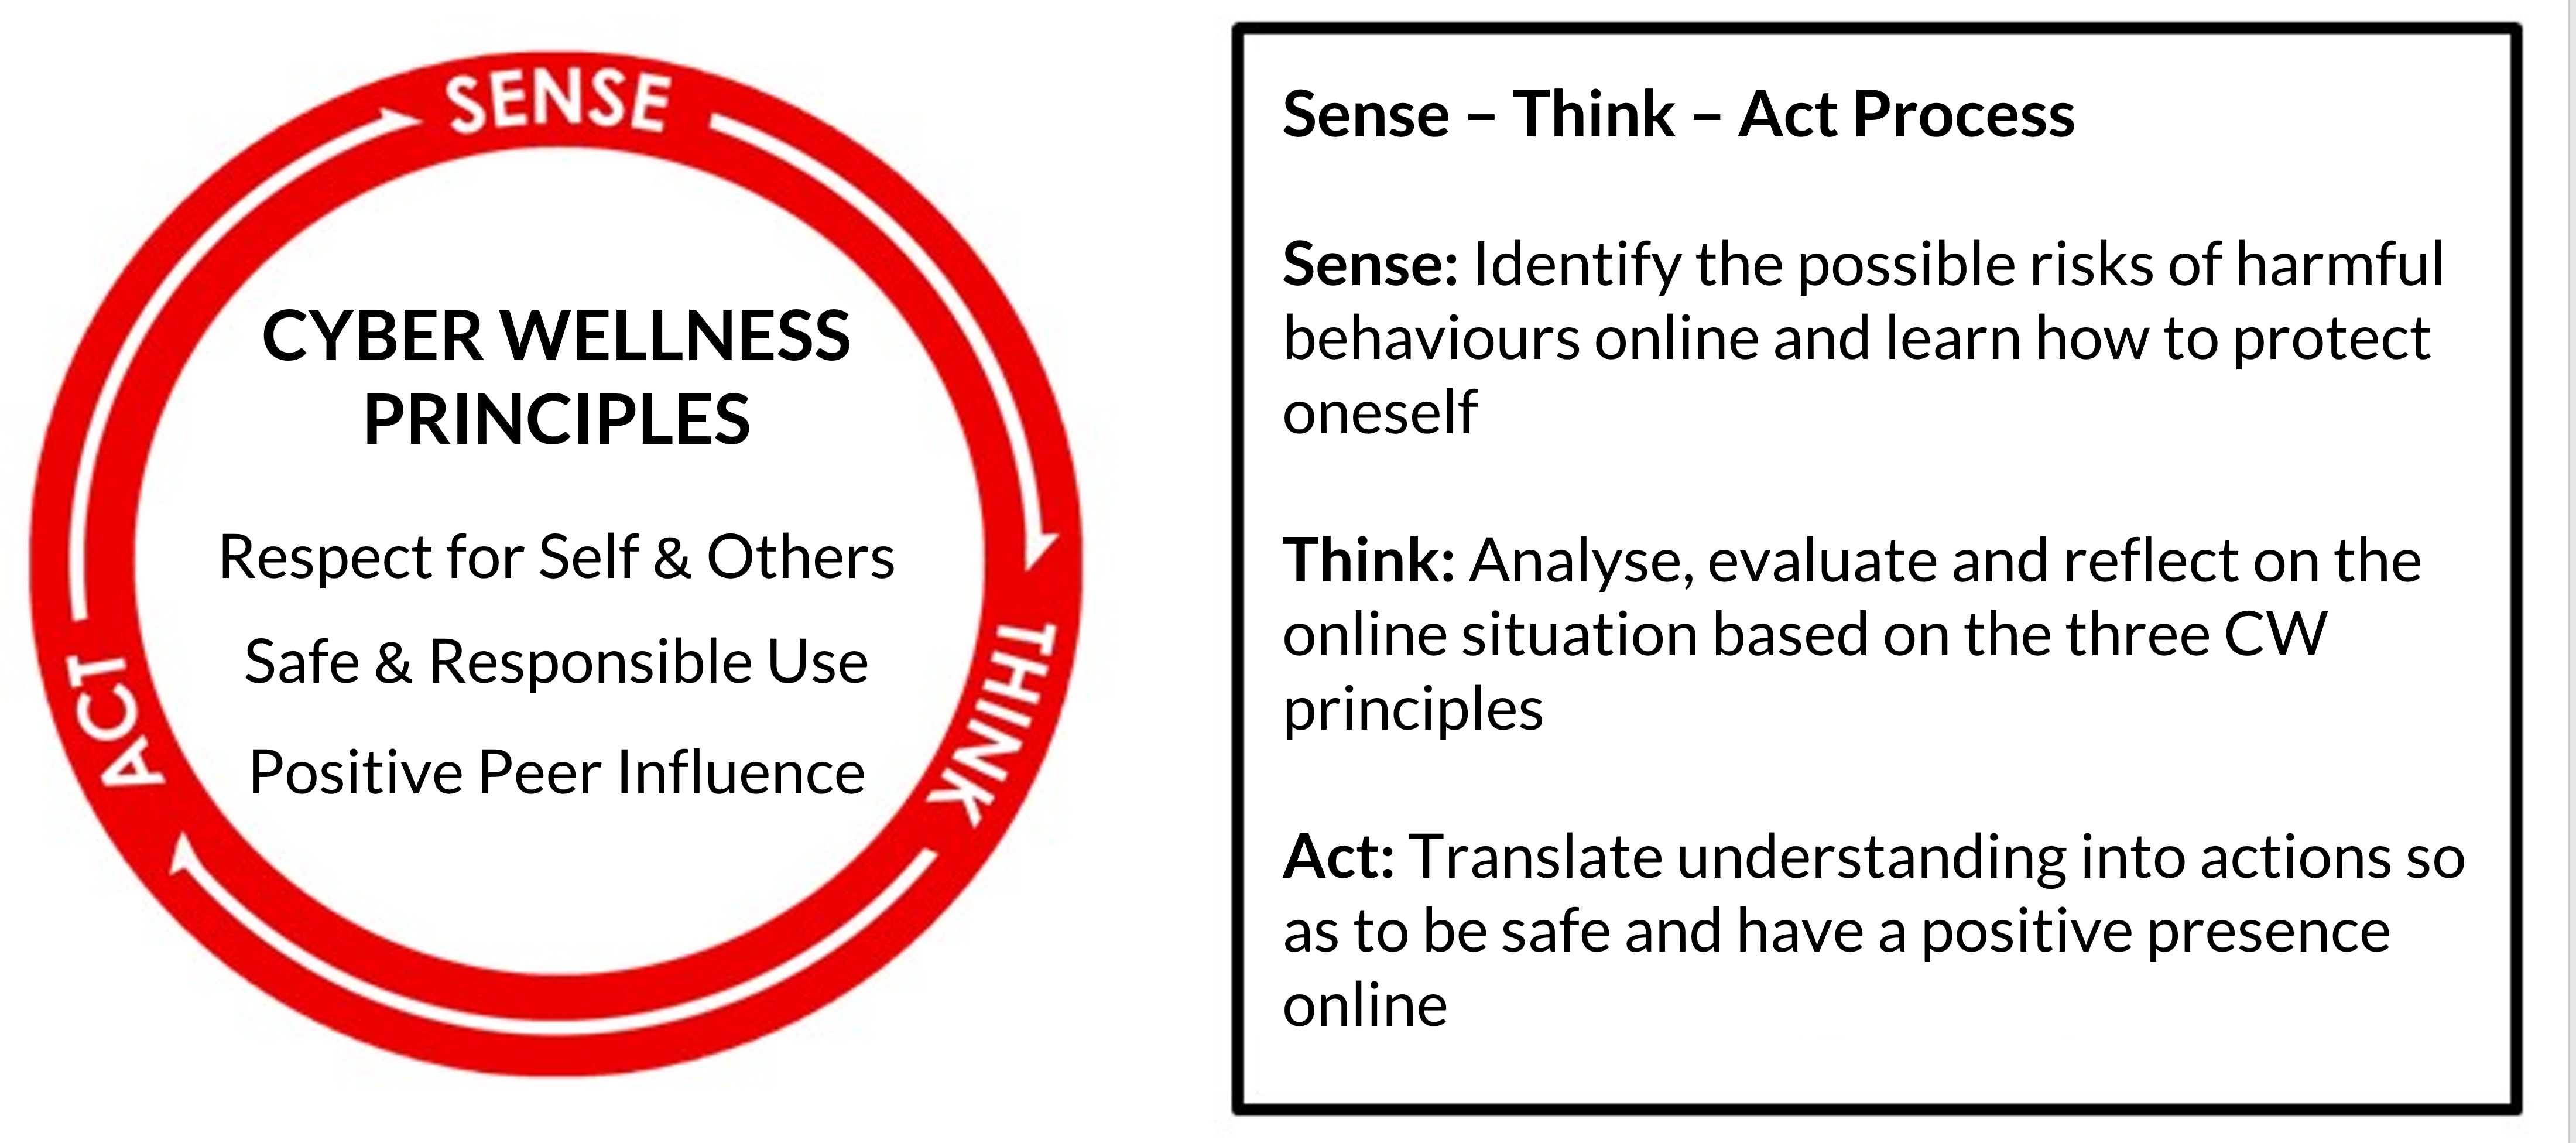 SENSE
THINK
ACT
CYBER WELLNESS
PRINCIPLES
Respect for Self & Others
Safe & Responsible Use
Positive Peer Influence
Sense – Think – Act Process
Sense: Identify the possible risks of harmful
behaviours online and learn how to protect
oneself
Think: Analyse, evaluate and reflect on the
online situation based on the three CW
principles
Act: Translate understanding into actions so
as to be safe and have a positive presence
online